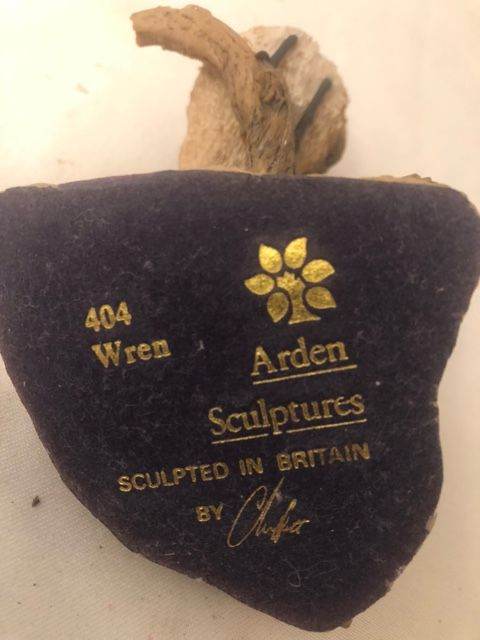 404
Wren
Arden
Sculptures
SCULPTED IN BRITAIN
BY